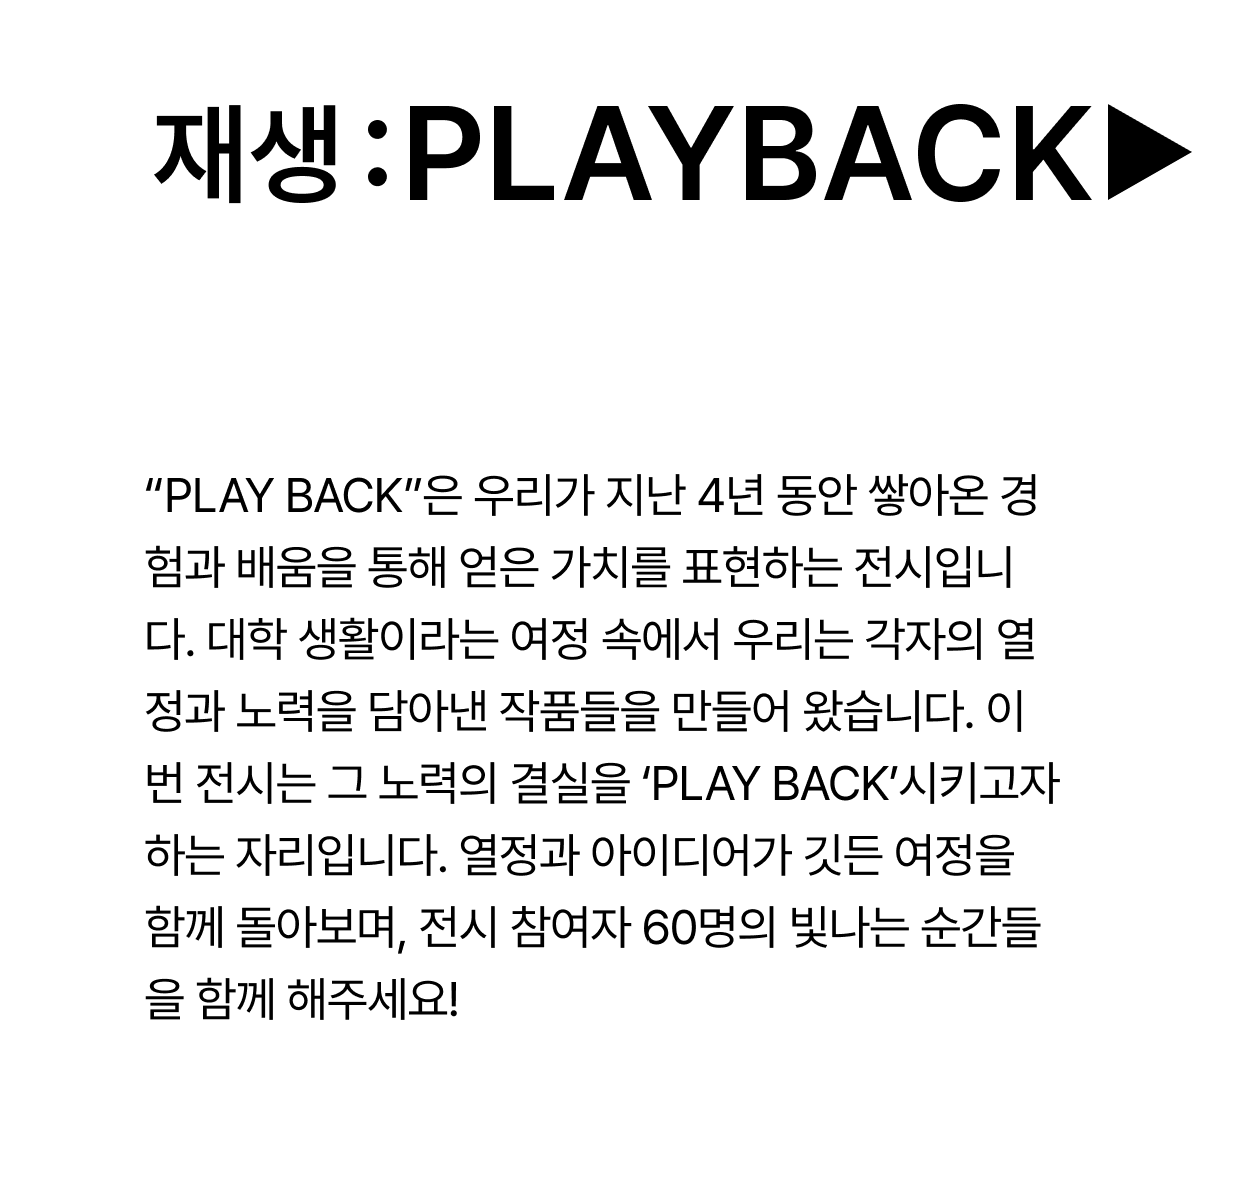 재생:PLAYBACK▶
“PLAY BACK”은 우리가 지난 4년 동안 쌓아온 경
험과 배움을 통해 얻은 가치를 표현하는 전시입니
다. 대학 생활이라는 여정 속에서 우리는 각자의 열
정과 노력을 담아낸 작품들을 만들어 왔습니다. 이
번 전시는 그 노력의 결실을 ‘PLAY BACK’시키고자
하는 자리입니다. 열정과 아이디어가 깃든 여정을
함께 돌아보며, 전시 참여자 60명의 빛나는 순간들
을 함께 해주세요!